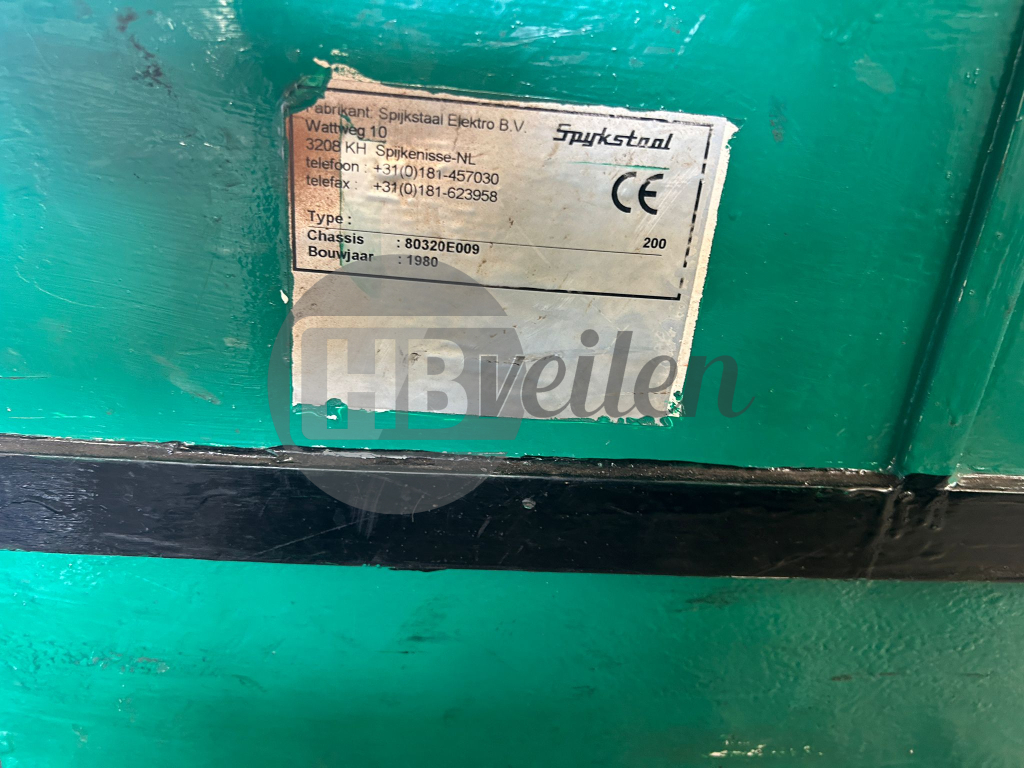 Fabrikant: Spijkstaal Elektro B.V.
Wattweg 10
3208 KH Spijkenisse-NL
telefoon : +31(0)181-457030
telefax : +31(0)181-623958
Spykstaal
CE
Type : 200
Chassis : 80320E009
Bouwjaar : 1980
HBveilen